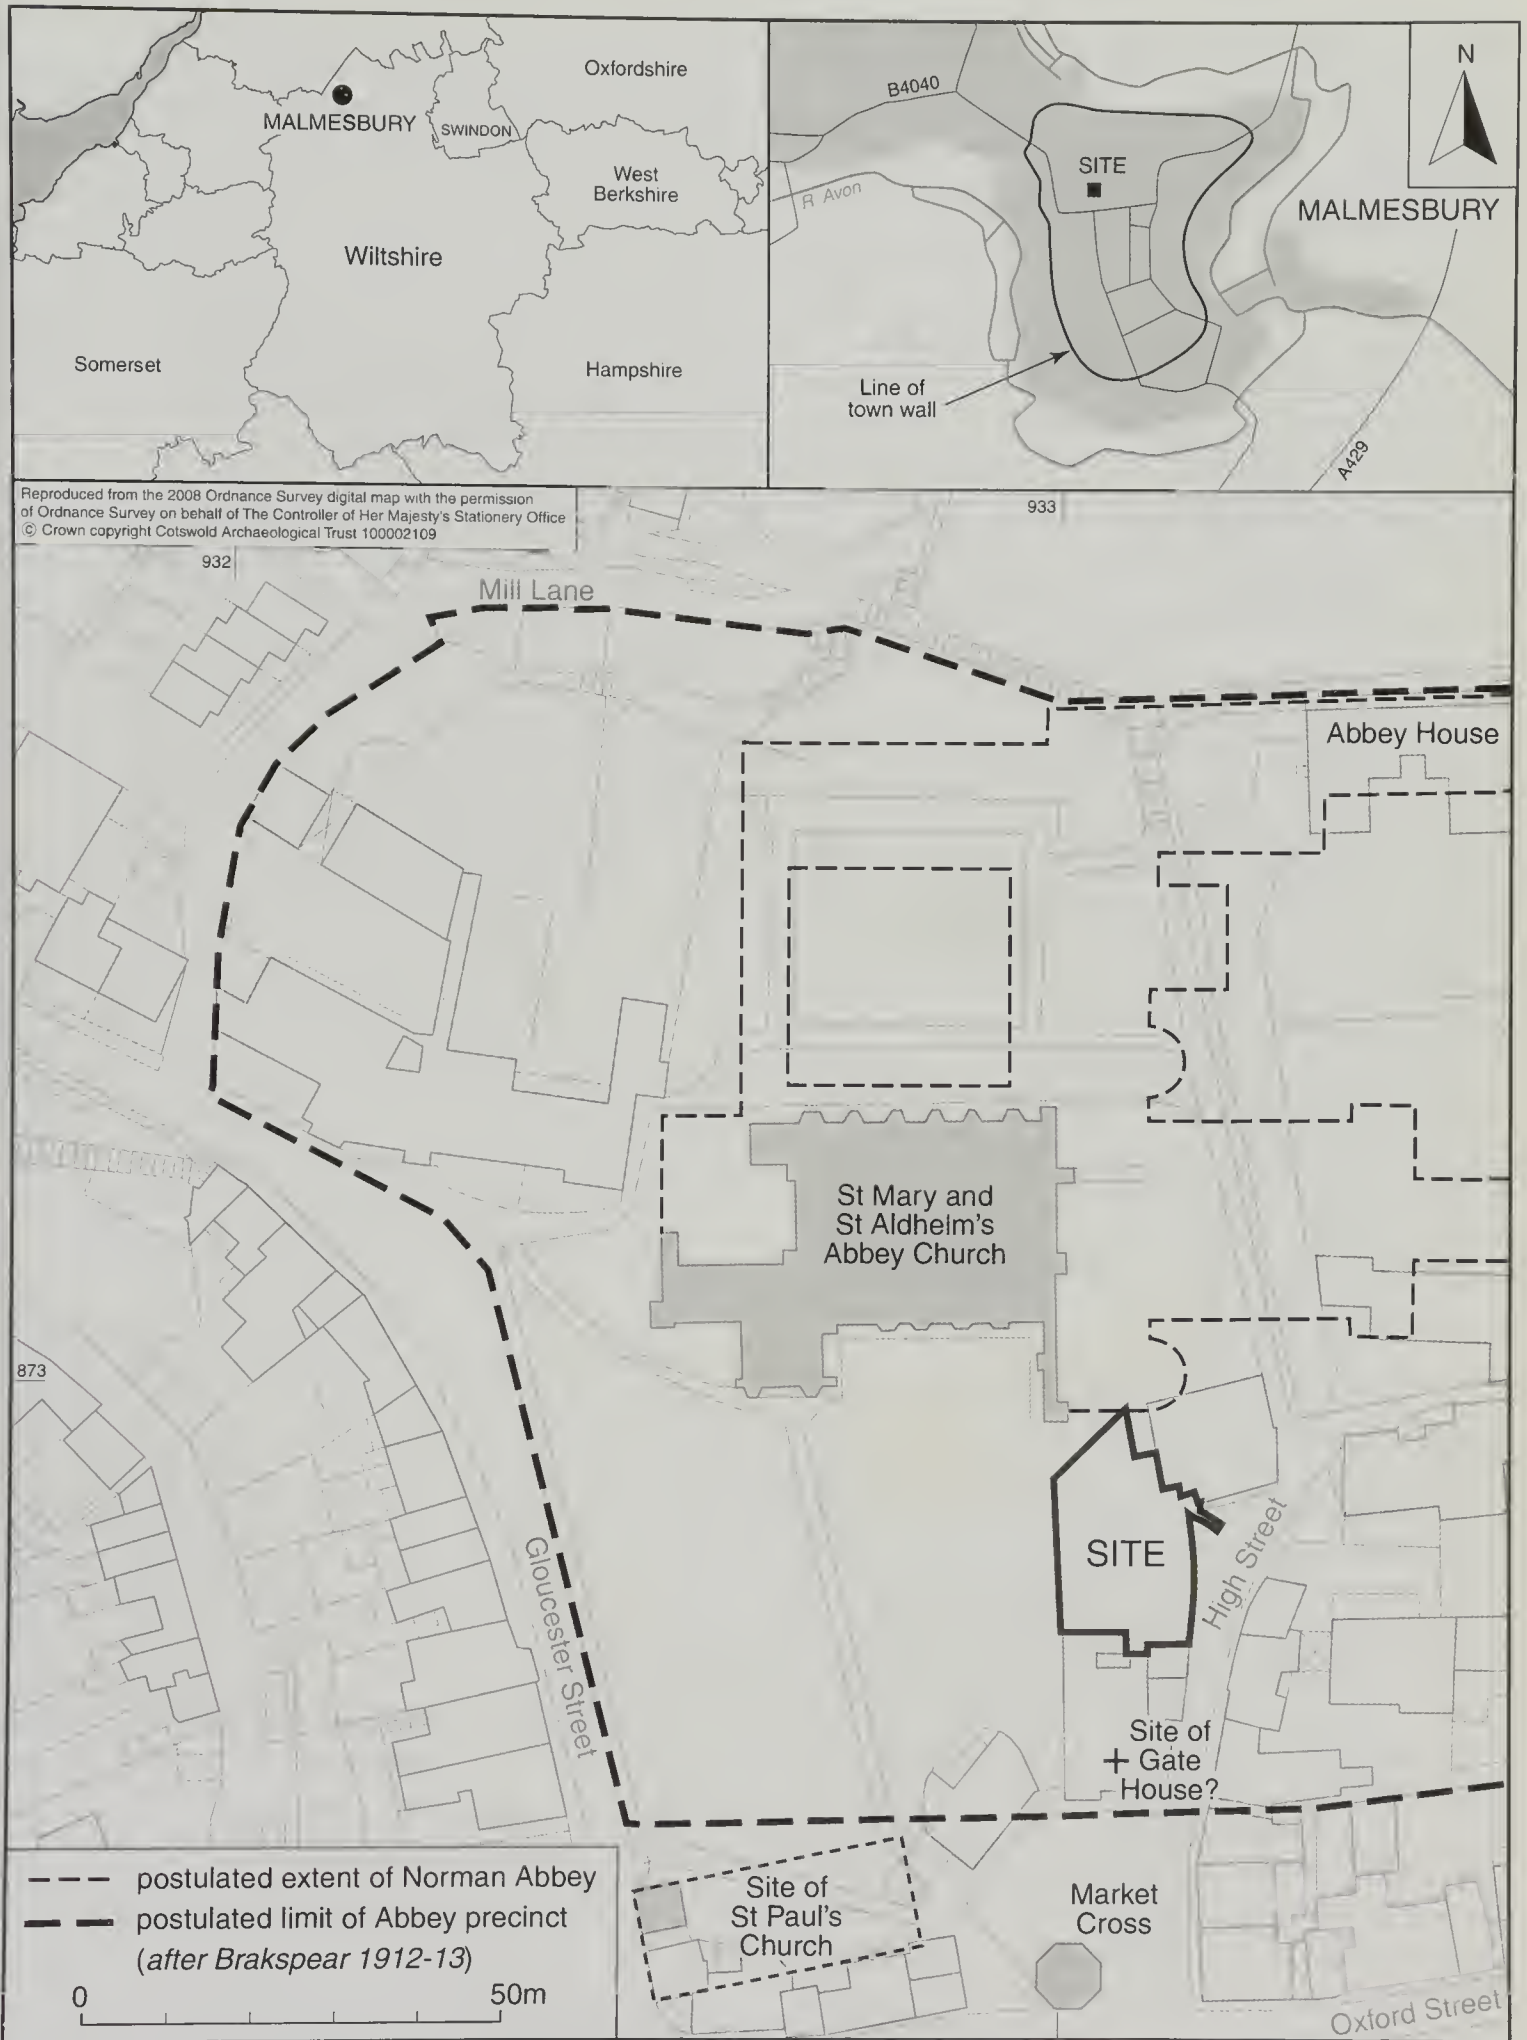 Oxfordshire
MALMESBURY
SWINDON
West
Berkshire
Wiltshire
Somerset
Hampshire
B4040
SITE
R Avon
N
MALMESBURY
Line of
town wall
A429
Reproduced from the 2008 Ordnance Survey digital map with the permission
of Ordnance Survey on behalf of The Controller of Her Majesty's Stationery Office
© Crown copyright Cotswold Archaeological Trust 100002109
933
932
Mill Lane
Abbey House
St Mary and
St Aldhelm's
Abbey Church
873
SITE
High Street
Gloucester Street
Site of
Gate
House?
postulated extent of Norman Abbey
postulated limit of Abbey precinct
(after Brakspear 1912-13)
0 50m
Site of
St Paul's
Church
Market
Cross
Oxford Street